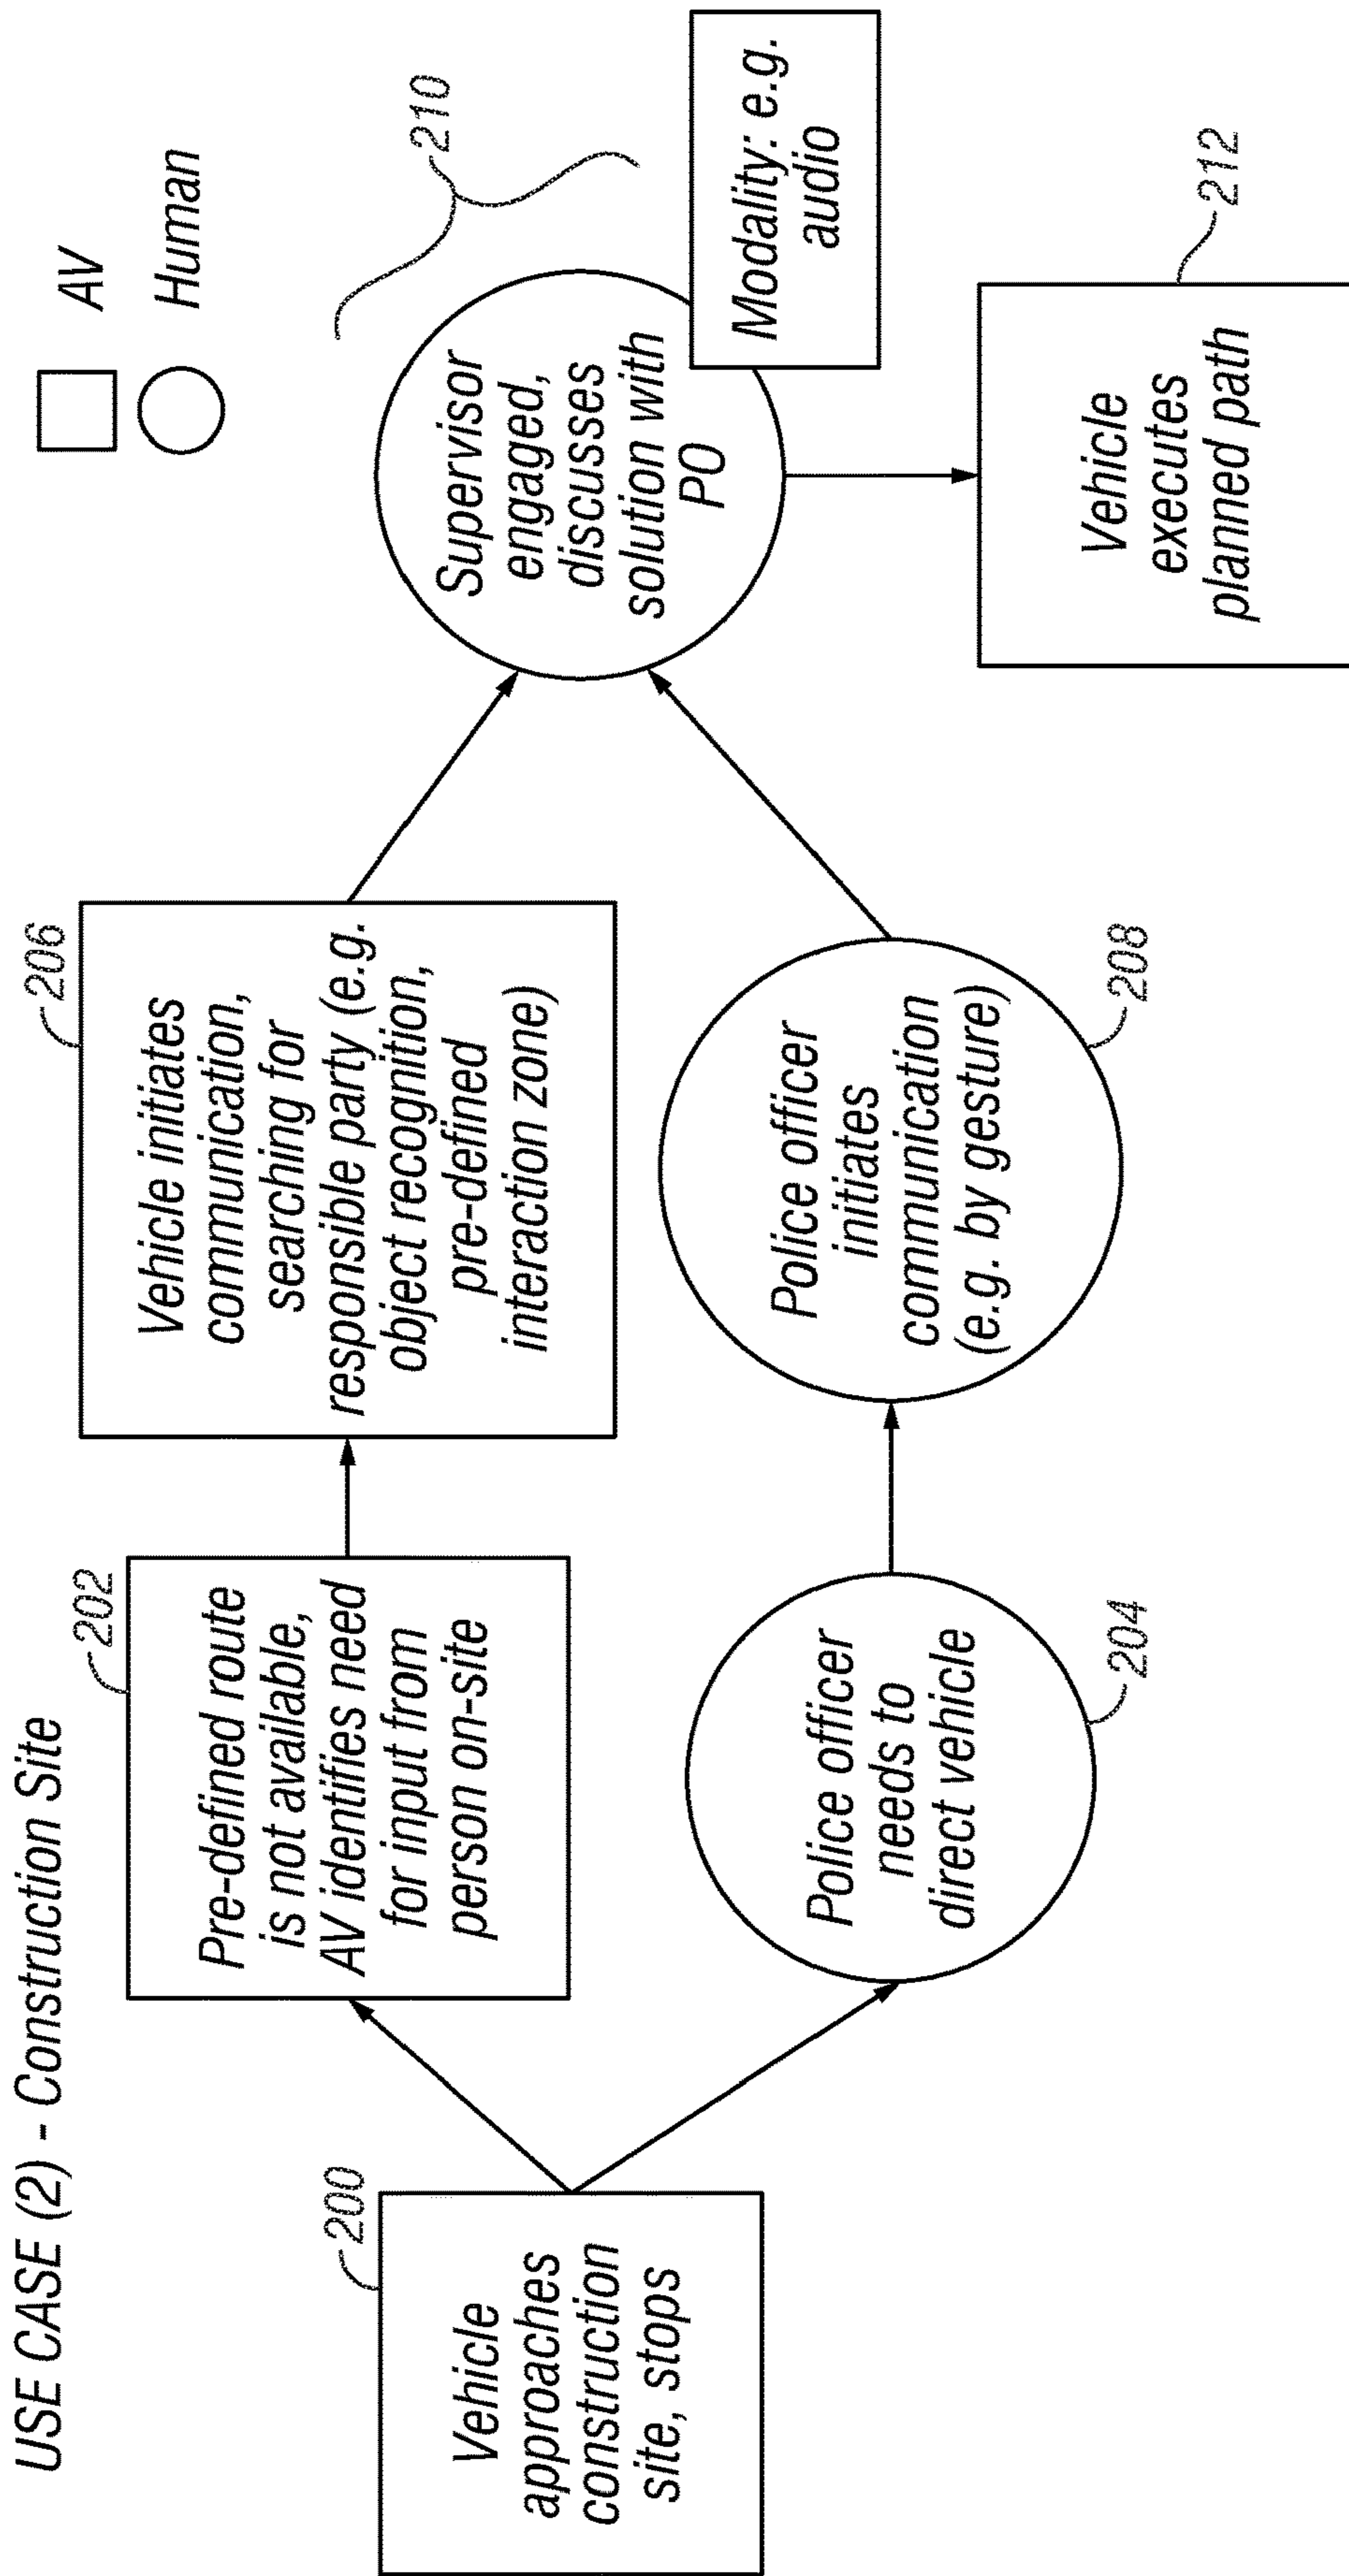 USE CASE (2) - Construction Site
AV
Human
200
Vehicle
approaches
construction
site, stops
202
Pre-defined route
is not available,
AV identifies need
for input from
person on-site
204
Police officer
needs to
direct vehicle
206
Vehicle initiates
communication,
searching for
responsible party (e.g.
object recognition,
pre-defined
interaction zone)
208
Police officer
initiates
communication
(e.g. by gesture)
210
Supervisor
engaged,
discusses
solution with
PO
Modality: e.g.
audio
212
Vehicle
executes
planned path